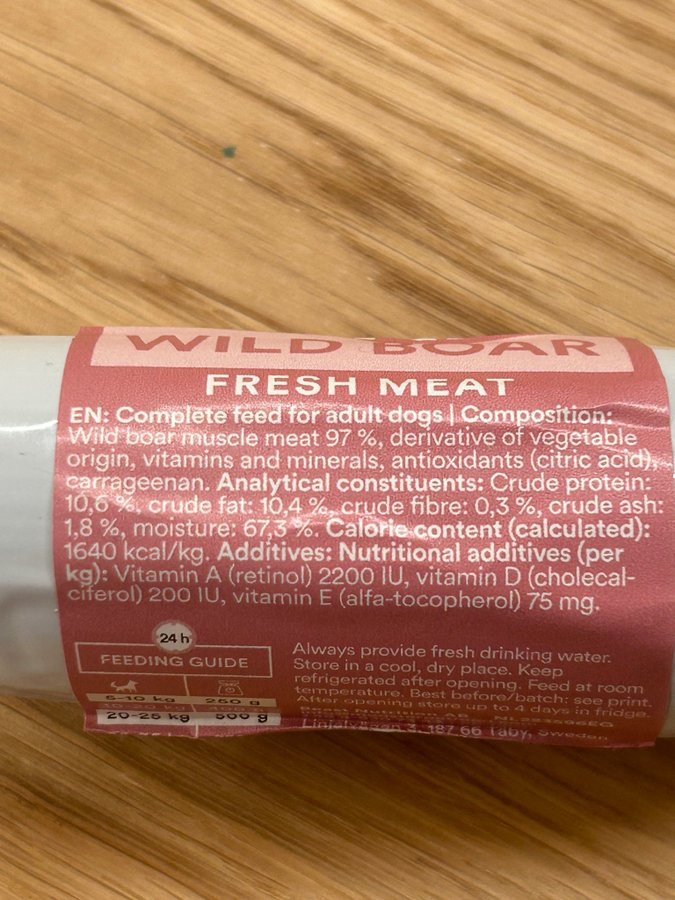 WILD BOAR
FRESH MEAT
EN: Complete feed for adult dogs | Composition:
Wild boar muscle meat 97 %, derivative of vegetable
origin, vitamins and minerals, antioxidants (citric acid),
carrageenan. Analytical constituents: Crude protein:
10,6 %, crude fat: 10,4 %, crude fibre: 0,3 %, crude ash:
1,8 %, moisture: 67,3 %. Calorie content (calculated):
1640 kcal/kg. Additives: Nutritional additives (per
kg): Vitamin A (retinol) 2200 IU, vitamin D (cholecal-
ciferol) 200 IU, vitamin E (alfa-tocopherol) 75 mg.
24 h
FEEDING GUIDE
5-10 kg 250 g
20-25 kg 500 g
Always provide fresh drinking water.
Store in a cool, dry place. Keep
refrigerated after opening. Feed at room
temperature. Best before/batch: see print.
After opening store up to 4 days in fridge.
187 66 Täby, Sweden